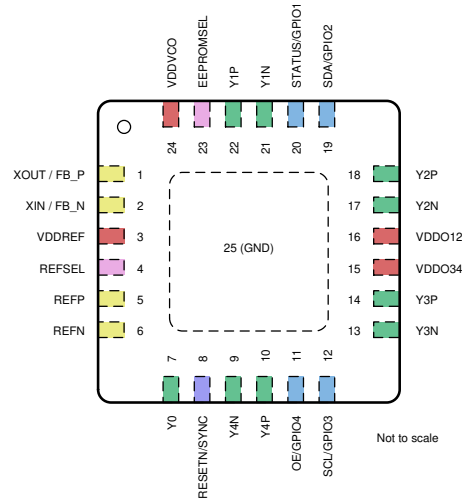 VDDVCO
EEPROMSEL
Y1P
Y1N
STATUS/GPIO1
SDA/GPIO2
24
23
22
21
20
19
XOUT / FB_P
1
18
Y2P
XIN / FB_N
2
17
Y2N
VDDREF
3
16
VDDO12
25 (GND)
REFSEL
4
15
VDDO34
REFP
5
14
Y3P
REFN
6
13
Y3N
7
8
9
10
11
12
Y0
RESETN/SYNC
Y4N
Y4P
OE/GPIO4
SCL/GPIO3
Not to scale